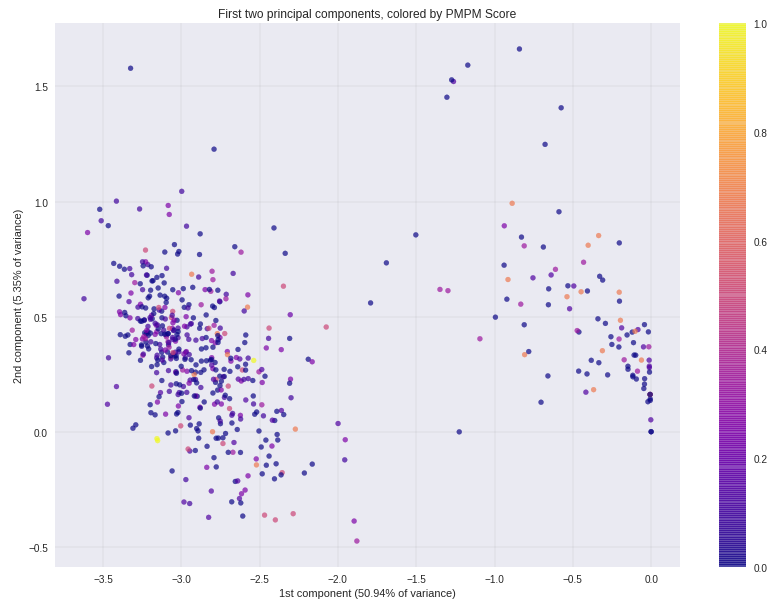 First two principal components, colored by PMPM Score
1.5
1.0
0.5
0.0
−0.5
2nd component (5.35% of variance)
−3.5 −3.0 −2.5 −2.0 −1.5 −1.0 −0.5 0.0
1st component (50.94% of variance)
1.0
0.8
0.6
0.4
0.2
0.0